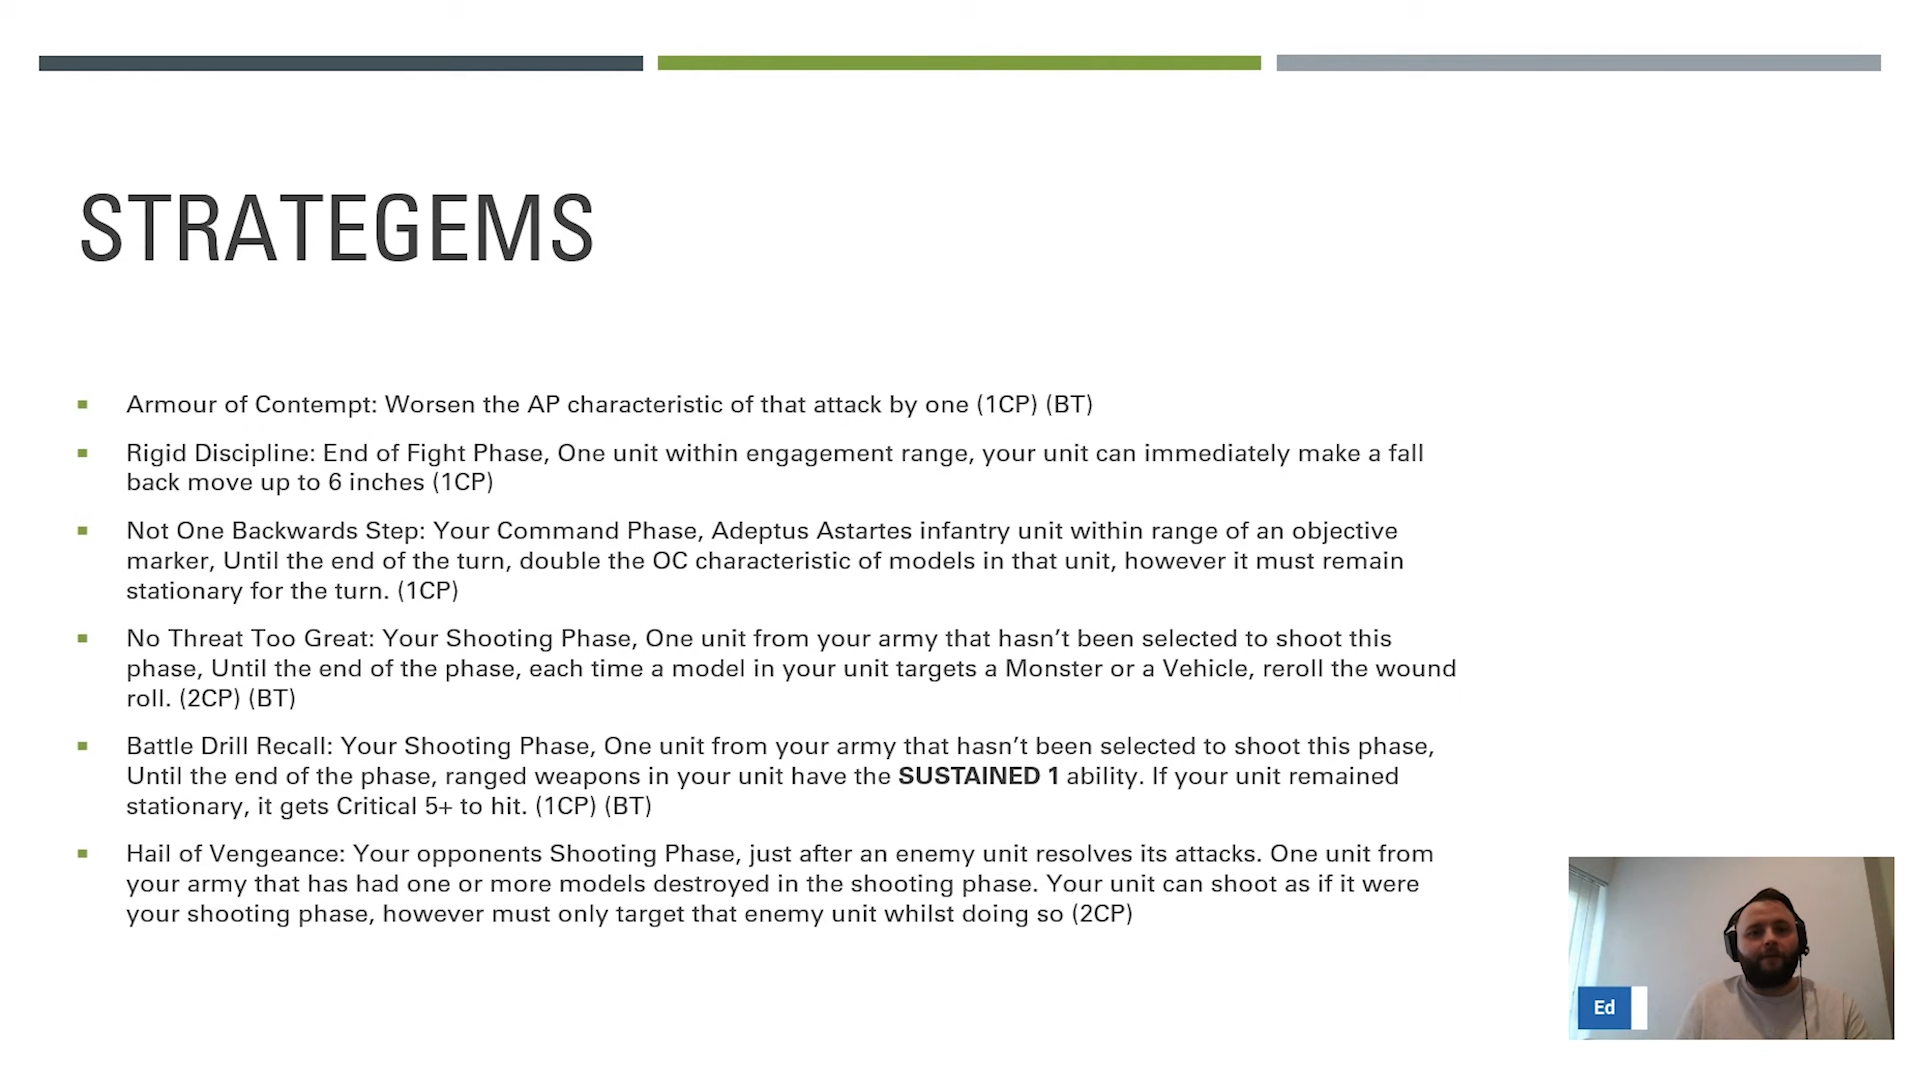 STRATEGEMS
Armour of Contempt: Worsen the AP characteristic of that attack by one (1CP) (BT)
Rigid Discipline: End of Fight Phase, One unit within engagement range, your unit can immediately make a fall
back move up to 6 inches (1CP)
Not One Backwards Step: Your Command Phase, Adeptus Astartes infantry unit within range of an objective
marker, Until the end of the turn, double the OC characteristic of models in that unit, however it must remain
stationary for the turn. (1CP)
No Threat Too Great: Your Shooting Phase, One unit from your army that hasn’t been selected to shoot this
phase, Until the end of the phase, each time a model in your unit targets a Monster or a Vehicle, reroll the wound
roll. (2CP) (BT)
Battle Drill Recall: Your Shooting Phase, One unit from your army that hasn’t been selected to shoot this phase,
Until the end of the phase, ranged weapons in your unit have the SUSTAINED 1 ability. If your unit remained
stationary, it gets Critical 5+ to hit. (1CP) (BT)
Hail of Vengeance: Your opponents Shooting Phase, just after an enemy unit resolves its attacks. One unit from
your army that has had one or more models destroyed in the shooting phase. Your unit can shoot as if it were
your shooting phase, however must only target that enemy unit whilst doing so (2CP)
Ed